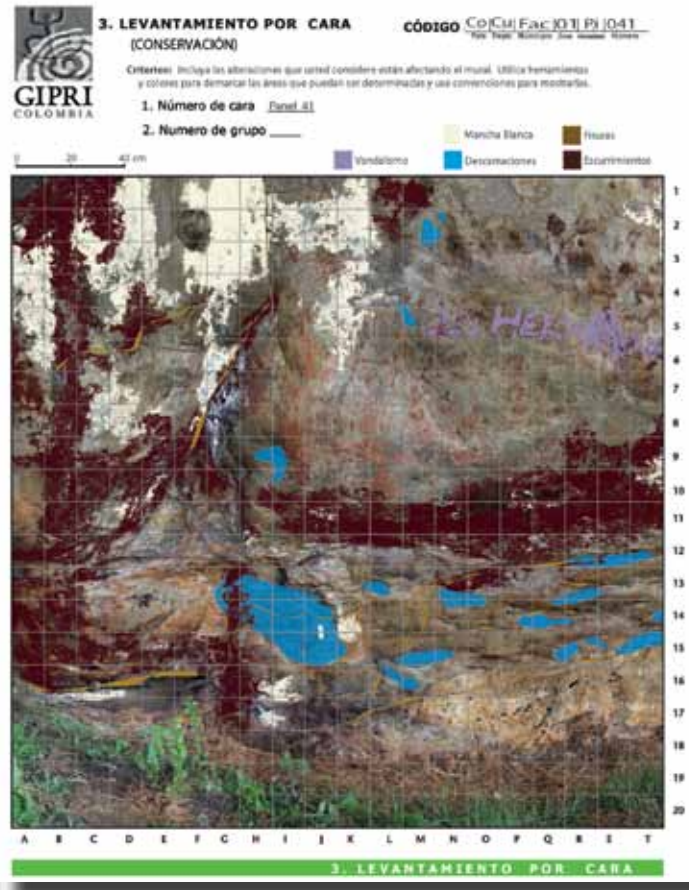 3. LEVANTAMIENTO POR CARA
(CONSERVACIÓN)
CÓDIGO Co|Cu|Fac|01|Pj|041
GIPRI
COLOMBIA
Criterios: Incluya las alteraciones que usted considere están afectando el mural. Utilice herramientas
y colores para demarcar las áreas que puedan ser determinadas y use convenciones para mostrarlas.
1. Número de cara Panel 41
2. Numero de grupo
Mancha Blanca
Fisuras
Vandalismo
Descamaciones
Escurrimientos
0 20 40 cm
1
2
3
4
5
6
7
8
9
10
11
12
13
14
15
16
17
18
19
20
A B C D E F G H I J K L M N O P Q R S T
3. LEVANTAMIENTO POR CARA